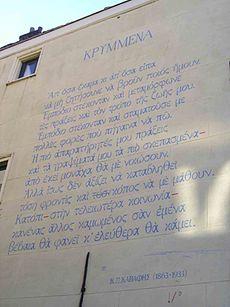 ΚΡΥΜΜΕΝΑ
Απ' όσα έκαμα κι απ' όσα είπα
να μη ζητήσουνε να βρουν ποιός ήμουν.
Εμπόδιο στέκονταν και μεταμόρφωνε
τες πράξεις και τον τρόπο της ζωής μου.
Εμπόδιο στέκονταν και σταματούσε με
πολλές φορές που πήγαινα να πω.
Η πιο απαρατήρητές μου πράξεις
και τα γραψίματά μου τα πιο σκεπασμένα—
από εκεί μονάχα θα με νιώσουν.
Αλλά ίσως δεν αξίζει να καταβληθεί
τόση φροντίς και τόσος κόπος να με μάθουν.
Κατόπι—στην τελειοτέρα κοινωνία—
κανένας άλλος καμωμένος σαν εμένα
βέβαια θα φανεί κ' ελεύθερα θα κάμει.
Κ.Π. ΚΑΒΑΦΗΣ (1863-1933)